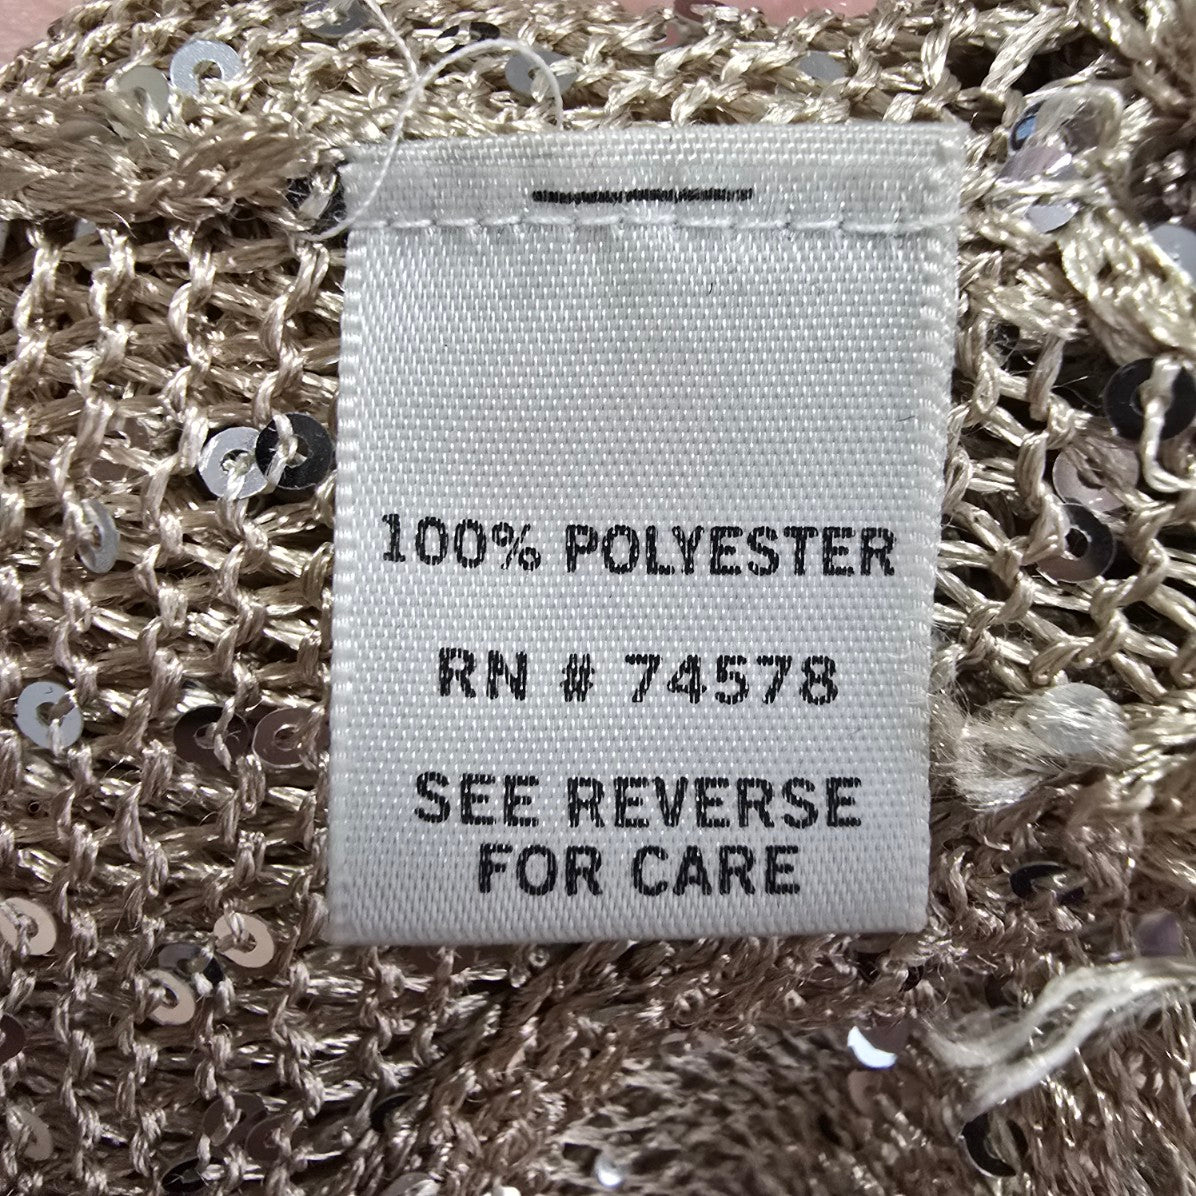 100% POLYESTER
RN # 74578
SEE REVERSE
FOR CARE